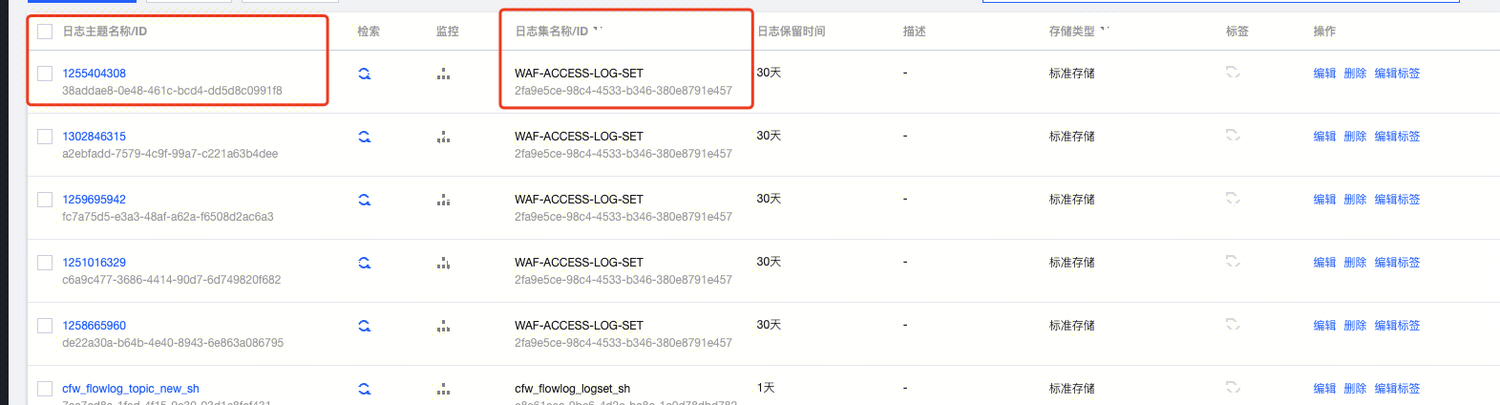 日志主题名称/ID 检索 监控 日志集名称/ID 日志保留时间 描述 存储类型 标签 操作
1255404308 WAF-ACCESS-LOG-SET 30天 - 标准存储 编辑 删除 编辑标签
38addae8-0e48-461c-bcd4-dd5d8c0991f8 2fa9e5ce-98c4-4533-b346-380e8791e457
1302846315 WAF-ACCESS-LOG-SET 30天 - 标准存储 编辑 删除 编辑标签
a2ebfadd-7579-4c9f-99a7-c221a63b4dee 2fa9e5ce-98c4-4533-b346-380e8791e457
1259695942 WAF-ACCESS-LOG-SET 30天 - 标准存储 编辑 删除 编辑标签
fc7a75d5-e3a3-48af-a62a-f6508d2ac6a3 2fa9e5ce-98c4-4533-b346-380e8791e457
1251016329 WAF-ACCESS-LOG-SET 30天 - 标准存储 编辑 删除 编辑标签
c6a9c477-3686-4414-90d7-6d749820f682 2fa9e5ce-98c4-4533-b346-380e8791e457
1258665960 WAF-ACCESS-LOG-SET 30天 - 标准存储 编辑 删除 编辑标签
de22a30a-b64b-4e40-8943-6e863a086795 2fa9e5ce-98c4-4533-b346-380e8791e457
cfw_flowlog_topic_new_sh cfw_flowlog_logset_sh 1天 - 标准存储 编辑 删除 编辑标签